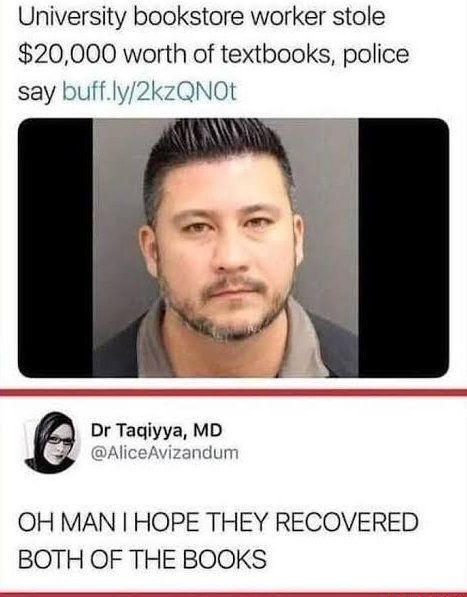 University bookstore worker stole
$20,000 worth of textbooks, police
say buff.ly/2kzQN0t
Dr Taqiyya, MD
@AliceAvizandum
OH MAN I HOPE THEY RECOVERED
BOTH OF THE BOOKS